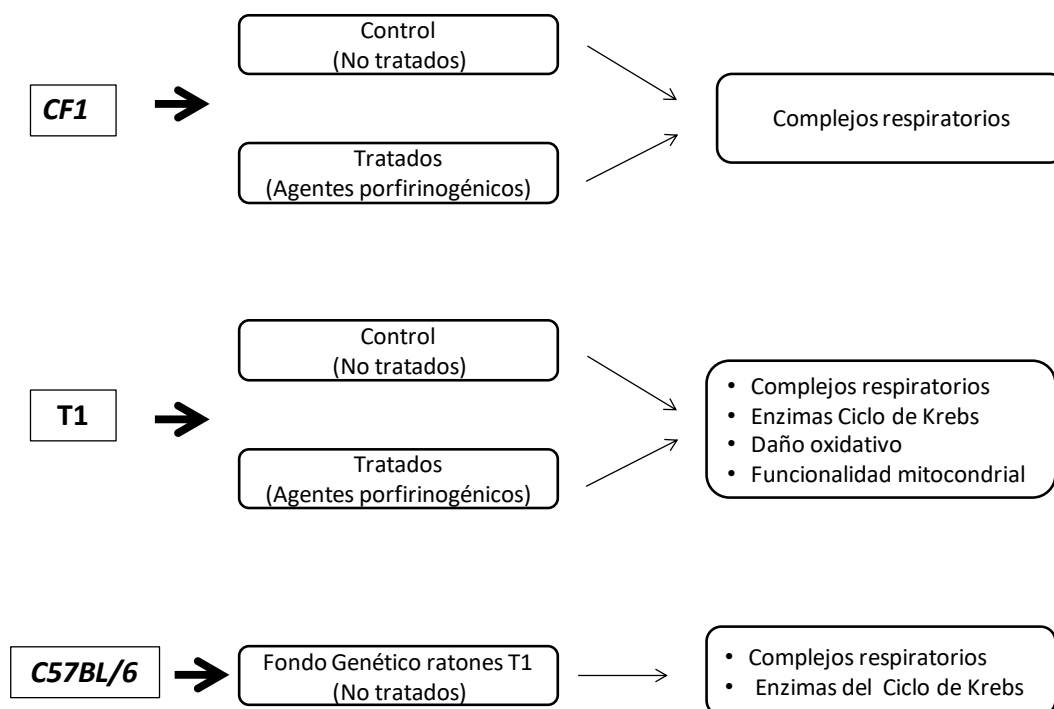 Control
(No tratados)
CF1
Complejos respiratorios
Tratados
(Agentes porfirinogénicos)
Control
(No tratados)
T1
• Complejos respiratorios
• Enzimas Ciclo de Krebs
• Daño oxidativo
• Funcionalidad mitocondrial
Tratados
(Agentes porfirinogénicos)
C57BL/6
Fondo Genético ratones T1
(No tratados)
• Complejos respiratorios
• Enzimas del Ciclo de Krebs